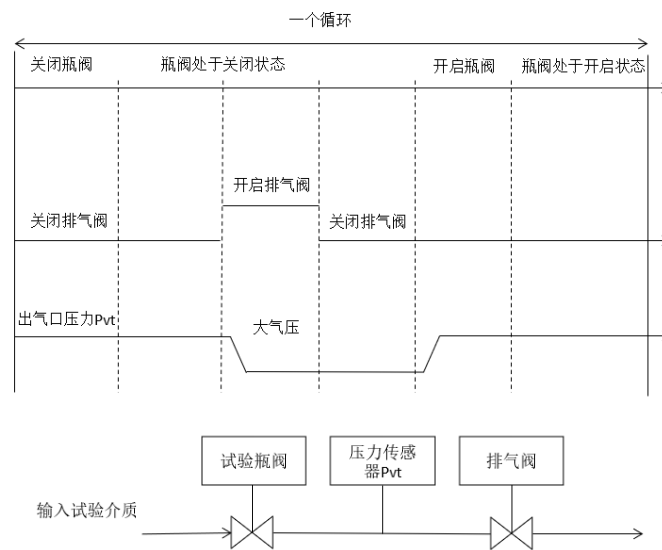 一个循环
关闭瓶阀
瓶阀处于关闭状态
开启瓶阀
瓶阀处于开启状态
开启排气阀
关闭排气阀
关闭排气阀
出气口压力Pvt
大气压
试验瓶阀
压力传感
器Pvt
排气阀
输入试验介质